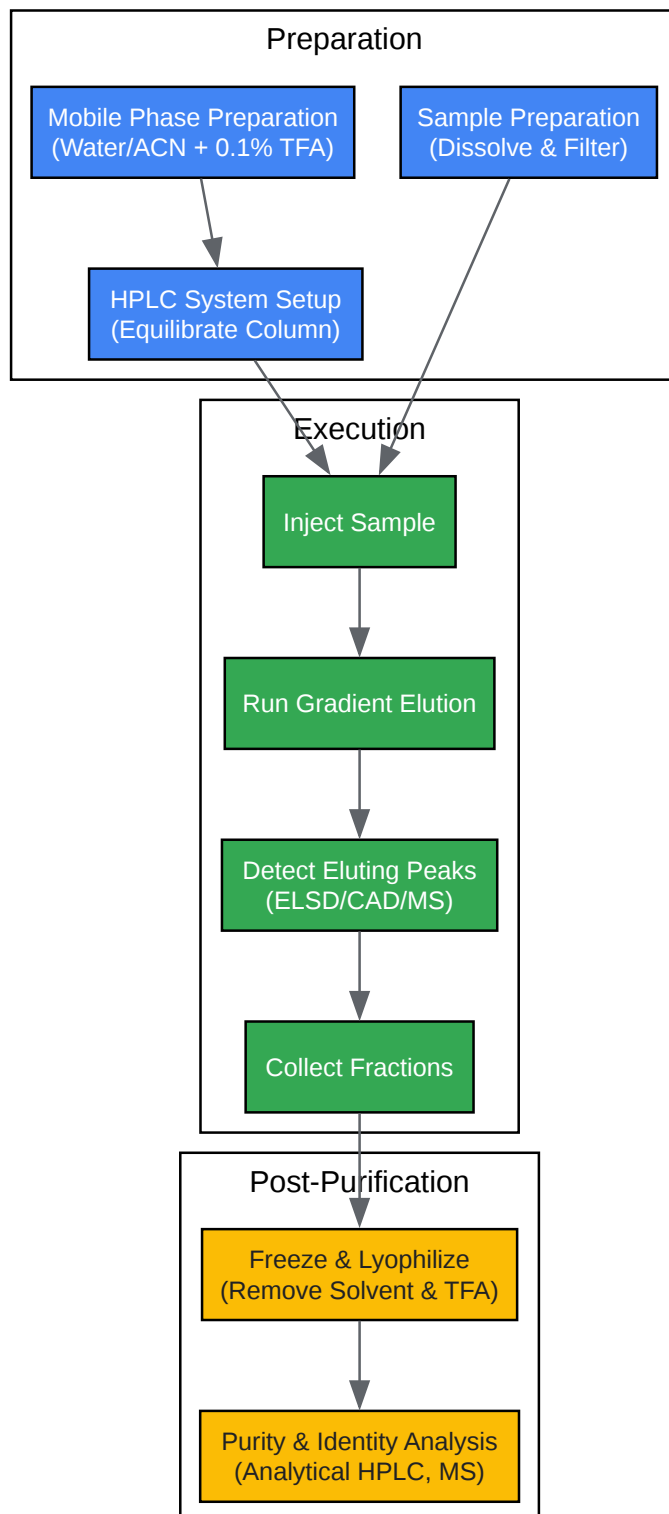 Preparation
Mobile Phase Preparation
(Water/ACN + 0.1% TFA)
Sample Preparation
(Dissolve & Filter)
HPLC System Setup
(Equilibrate Column)
Execution
Inject Sample
Run Gradient Elution
Detect Eluting Peaks
(ELSD/CAD/MS)
Collect Fractions
Post-Purification
Freeze & Lyophilize
(Remove Solvent & TFA)
Purity & Identity Analysis
(Analytical HPLC, MS)